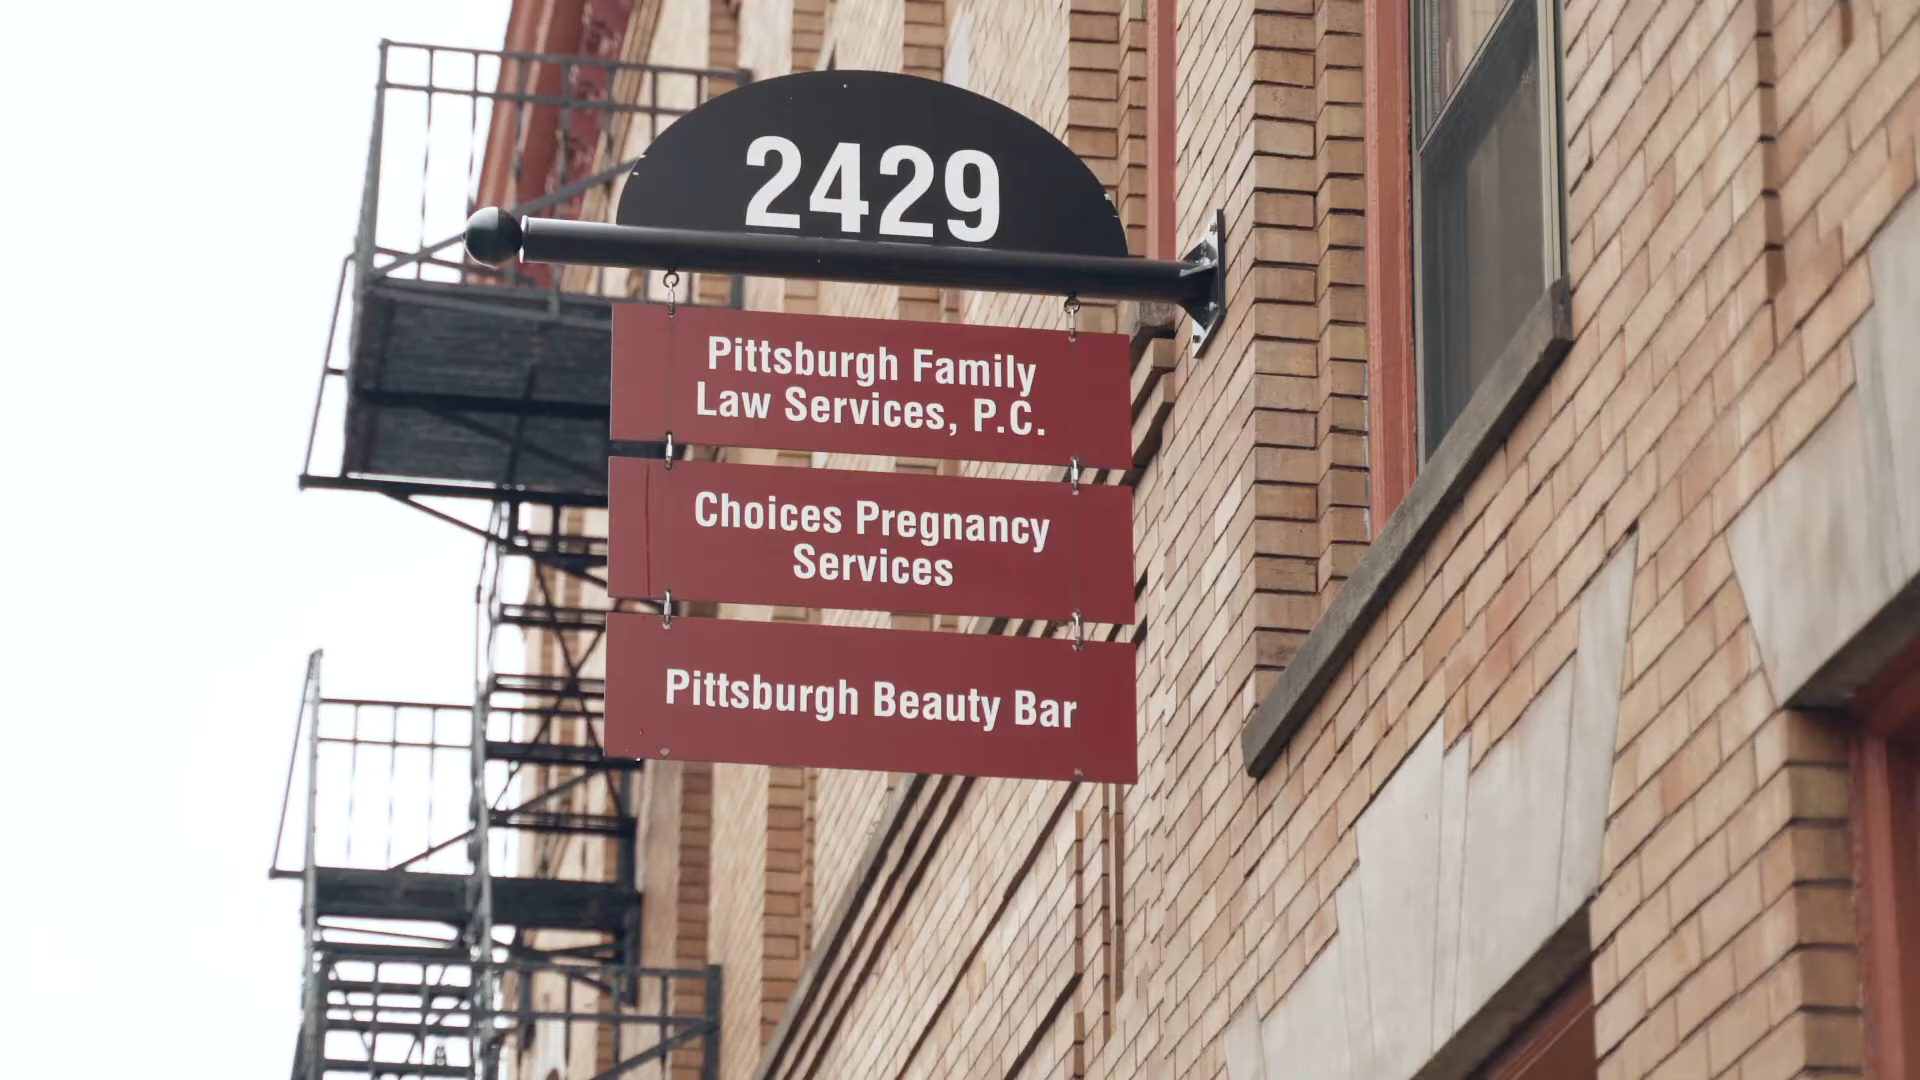 2429
Pittsburgh Family
Law Services, P.C.
Choices Pregnancy
Services
Pittsburgh Beauty Bar